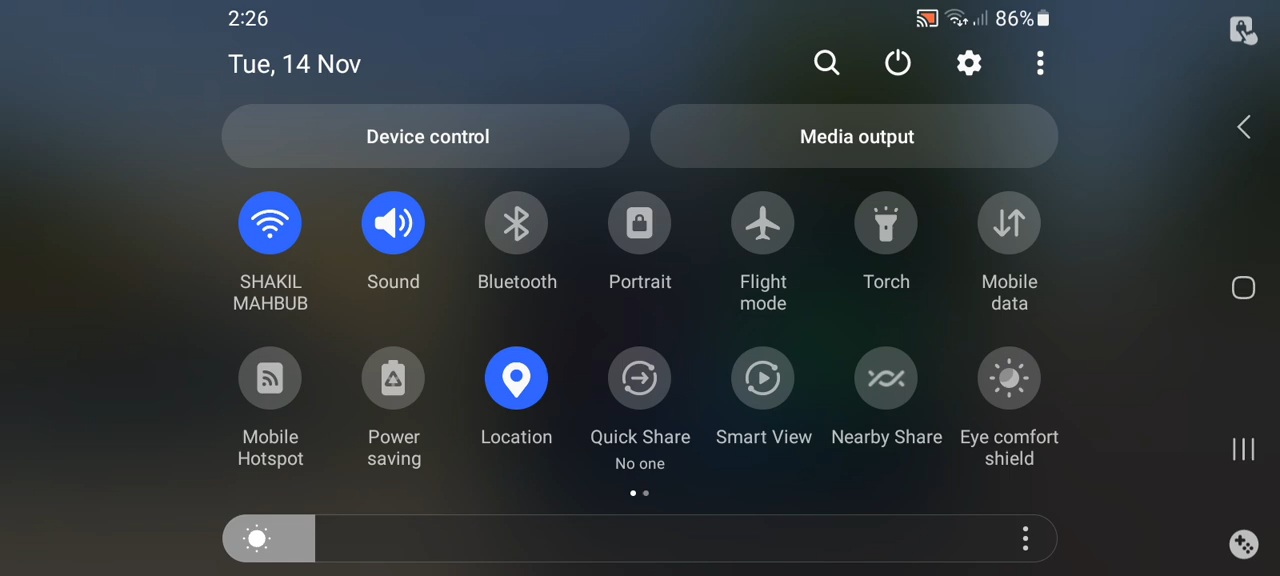 2:26
86%
Tue, 14 Nov
Device control
Media output
SHAKIL
MAHBUB
Sound
Bluetooth
Portrait
Flight
mode
Torch
Mobile
data
Mobile
Hotspot
Power
saving
Location
Quick Share
No one
Smart View
Nearby Share
Eye comfort
shield